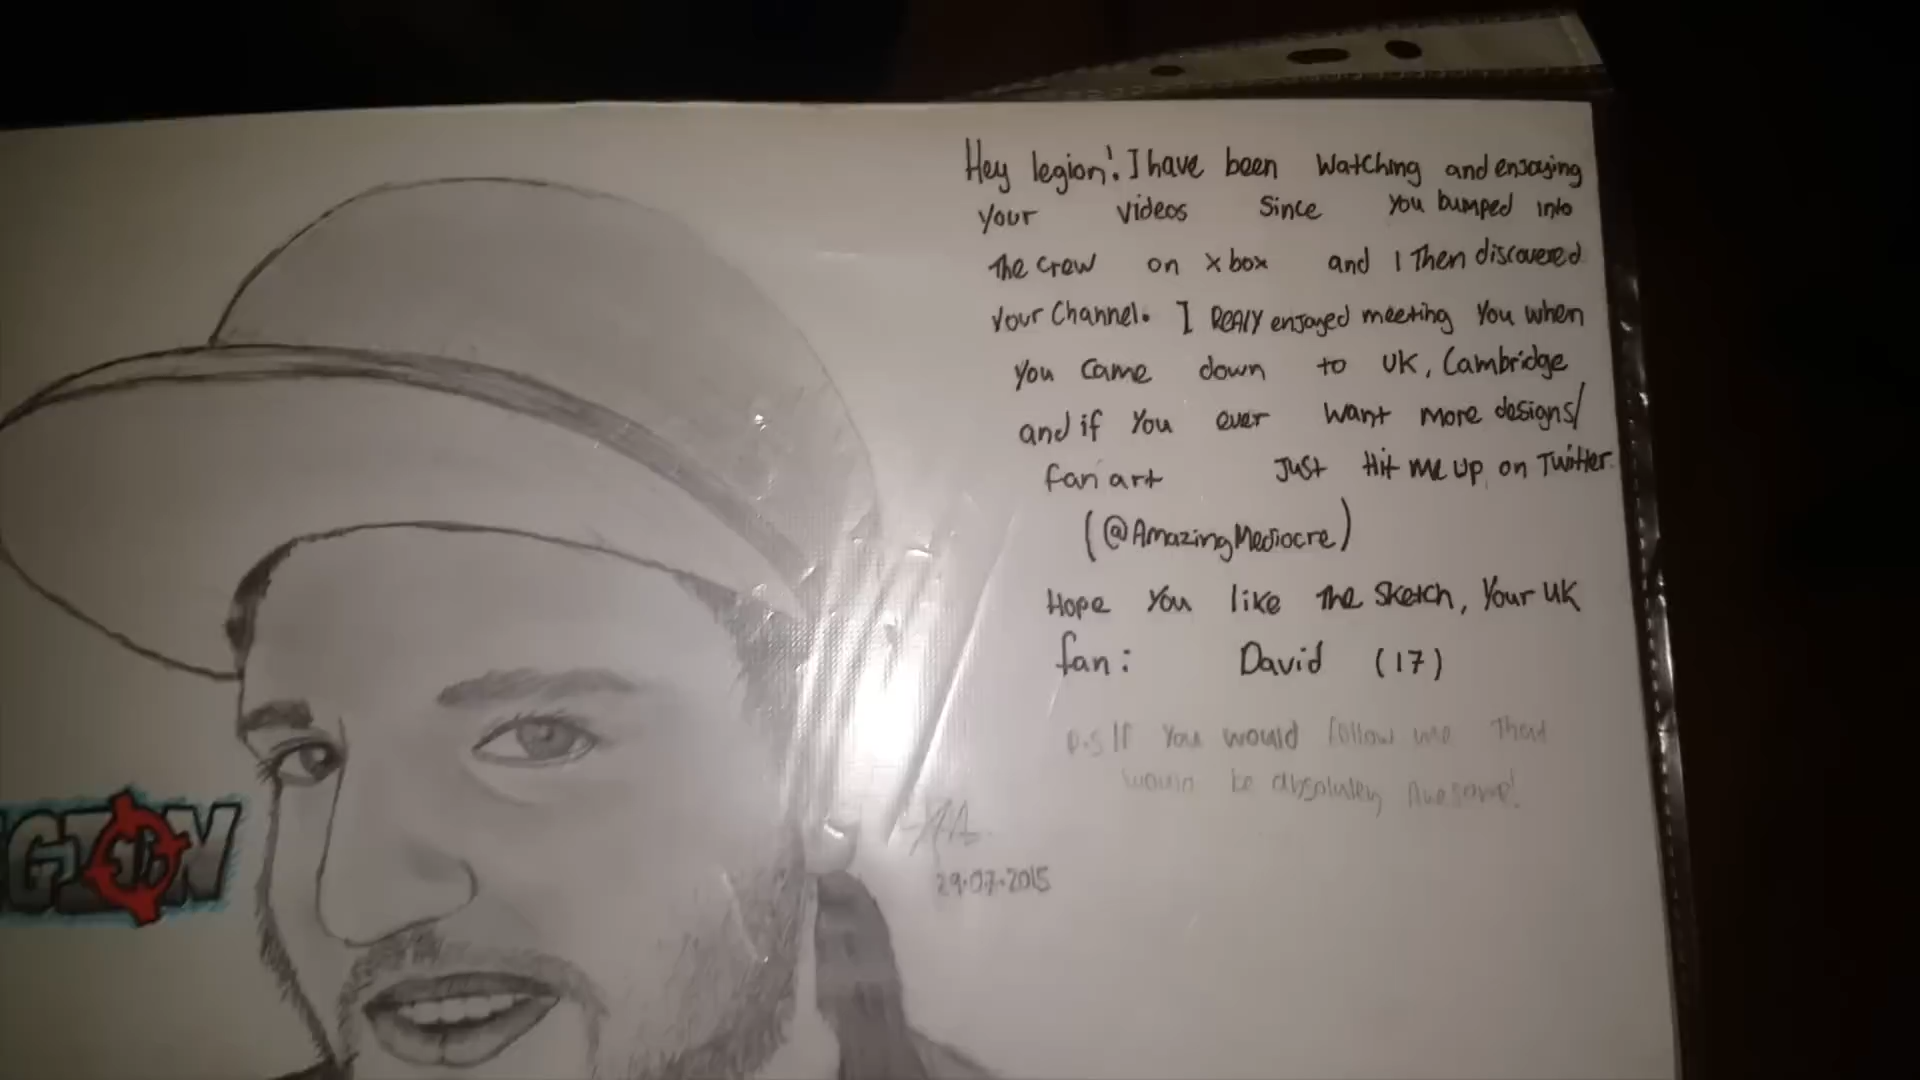 Hey legion! I have been watching and enjoying
your videos since you bumped into
the crew on xbox and I then discovered
your channel. I Realy enjoyed meeting you when
you came down to UK, Cambridge
and if you ever want more designs/
fan art Just Hit me up on Twitter.
(@AmazingMediocre)
Hope you like the sketch, your UK
fan: David (17)
P.S If you would follow me that
be absolutely Awesome!
29.07.2015
GION